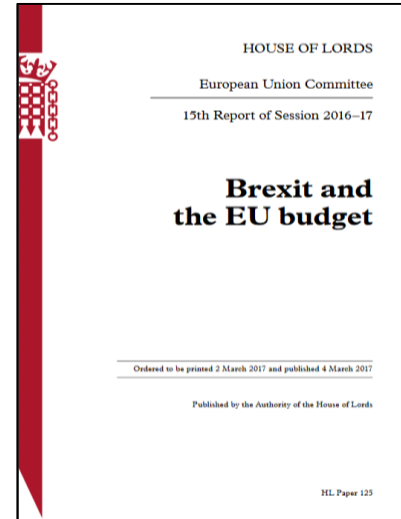 HOUSE OF LORDS
European Union Committee
15th Report of Session 2016–17
Brexit and
the EU budget
Ordered to be printed 2 March 2017 and published 4 March 2017
Published by the Authority of the House of Lords
HL Paper 125